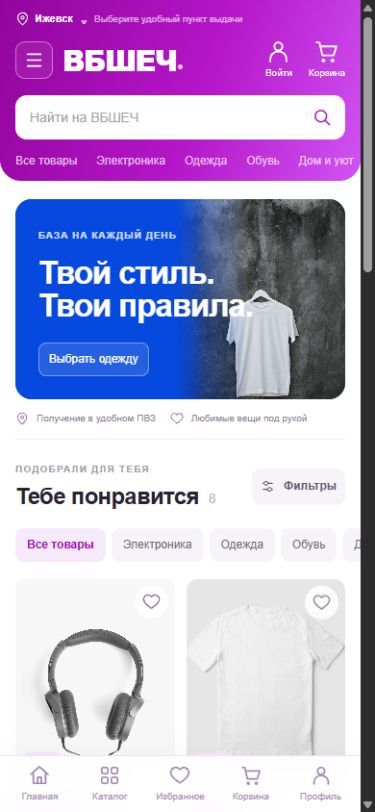 Ижевск Выберите удобный пункт выдачи
ВБШЕЧ.
Войти
Корзина
Найти на ВБШЕЧ
Все товары Электроника Одежда Обувь Дом и уют
БАЗА НА КАЖДЫЙ ДЕНЬ
Твой стиль.
Твои правила.
Выбрать одежду
Получение в удобном ПВЗ Любимые вещи под рукой
ПОДОБРАЛИ ДЛЯ ТЕБЯ
Тебе понравится 8
Фильтры
Все товары Электроника Одежда Обувь Д
Главная Каталог Избранное Корзина Профиль